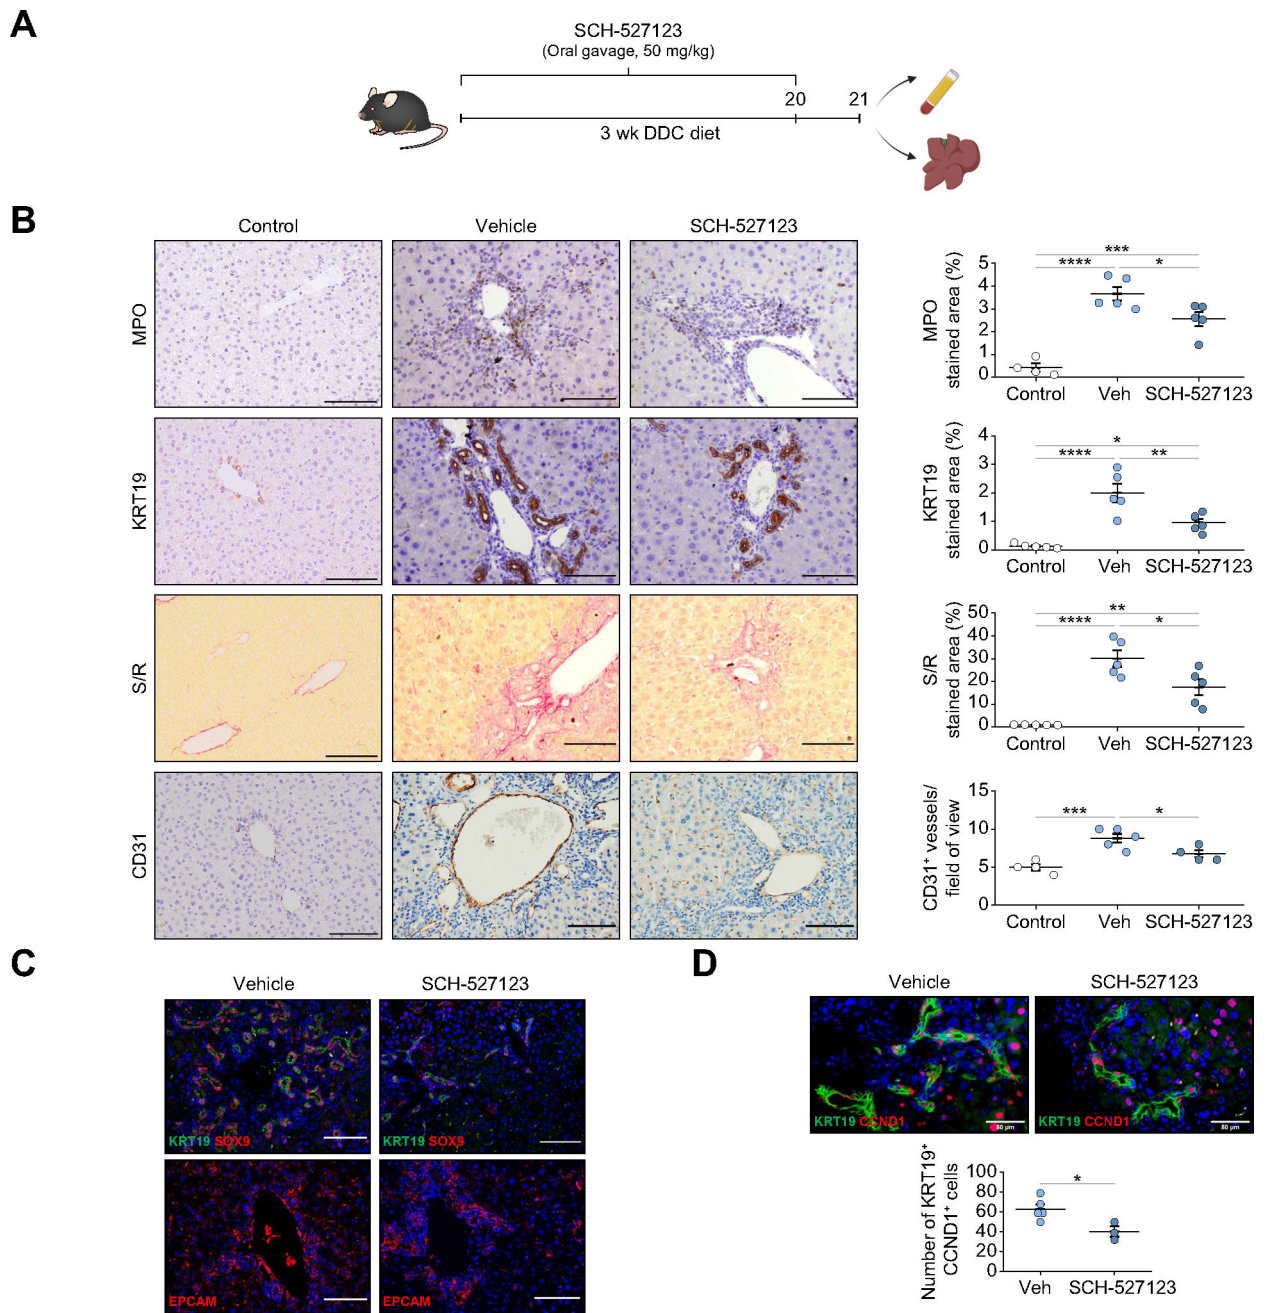 A
SCH-527123
(Oral gavage, 50 mg/kg)
20
21
3 wk DDC diet
B
Control
Vehicle
SCH-527123
MPO
MPO
stained area (%)
5
4
3
2
1
0
****
***
*
Control
Veh
SCH-527123
KRT19
KRT19
stained area (%)
4
3
2
1
0
****
*
**
Control
Veh
SCH-527123
S/R
S/R
stained area (%)
50
40
30
20
10
0
****
**
*
Control
Veh
SCH-527123
CD31
CD31⁺ vessels/
field of view
15
10
5
0
***
*
Control
Veh
SCH-527123
C
Vehicle
SCH-527123
KRT19 SOX9
KRT19 SOX9
EPCAM
EPCAM
D
Vehicle
SCH-527123
KRT19 CCND1
50 µm
KRT19 CCND1
50 µm
Number of KRT19⁺
CCND1⁺ cells
100
80
60
40
20
0
*
Veh
SCH-527123